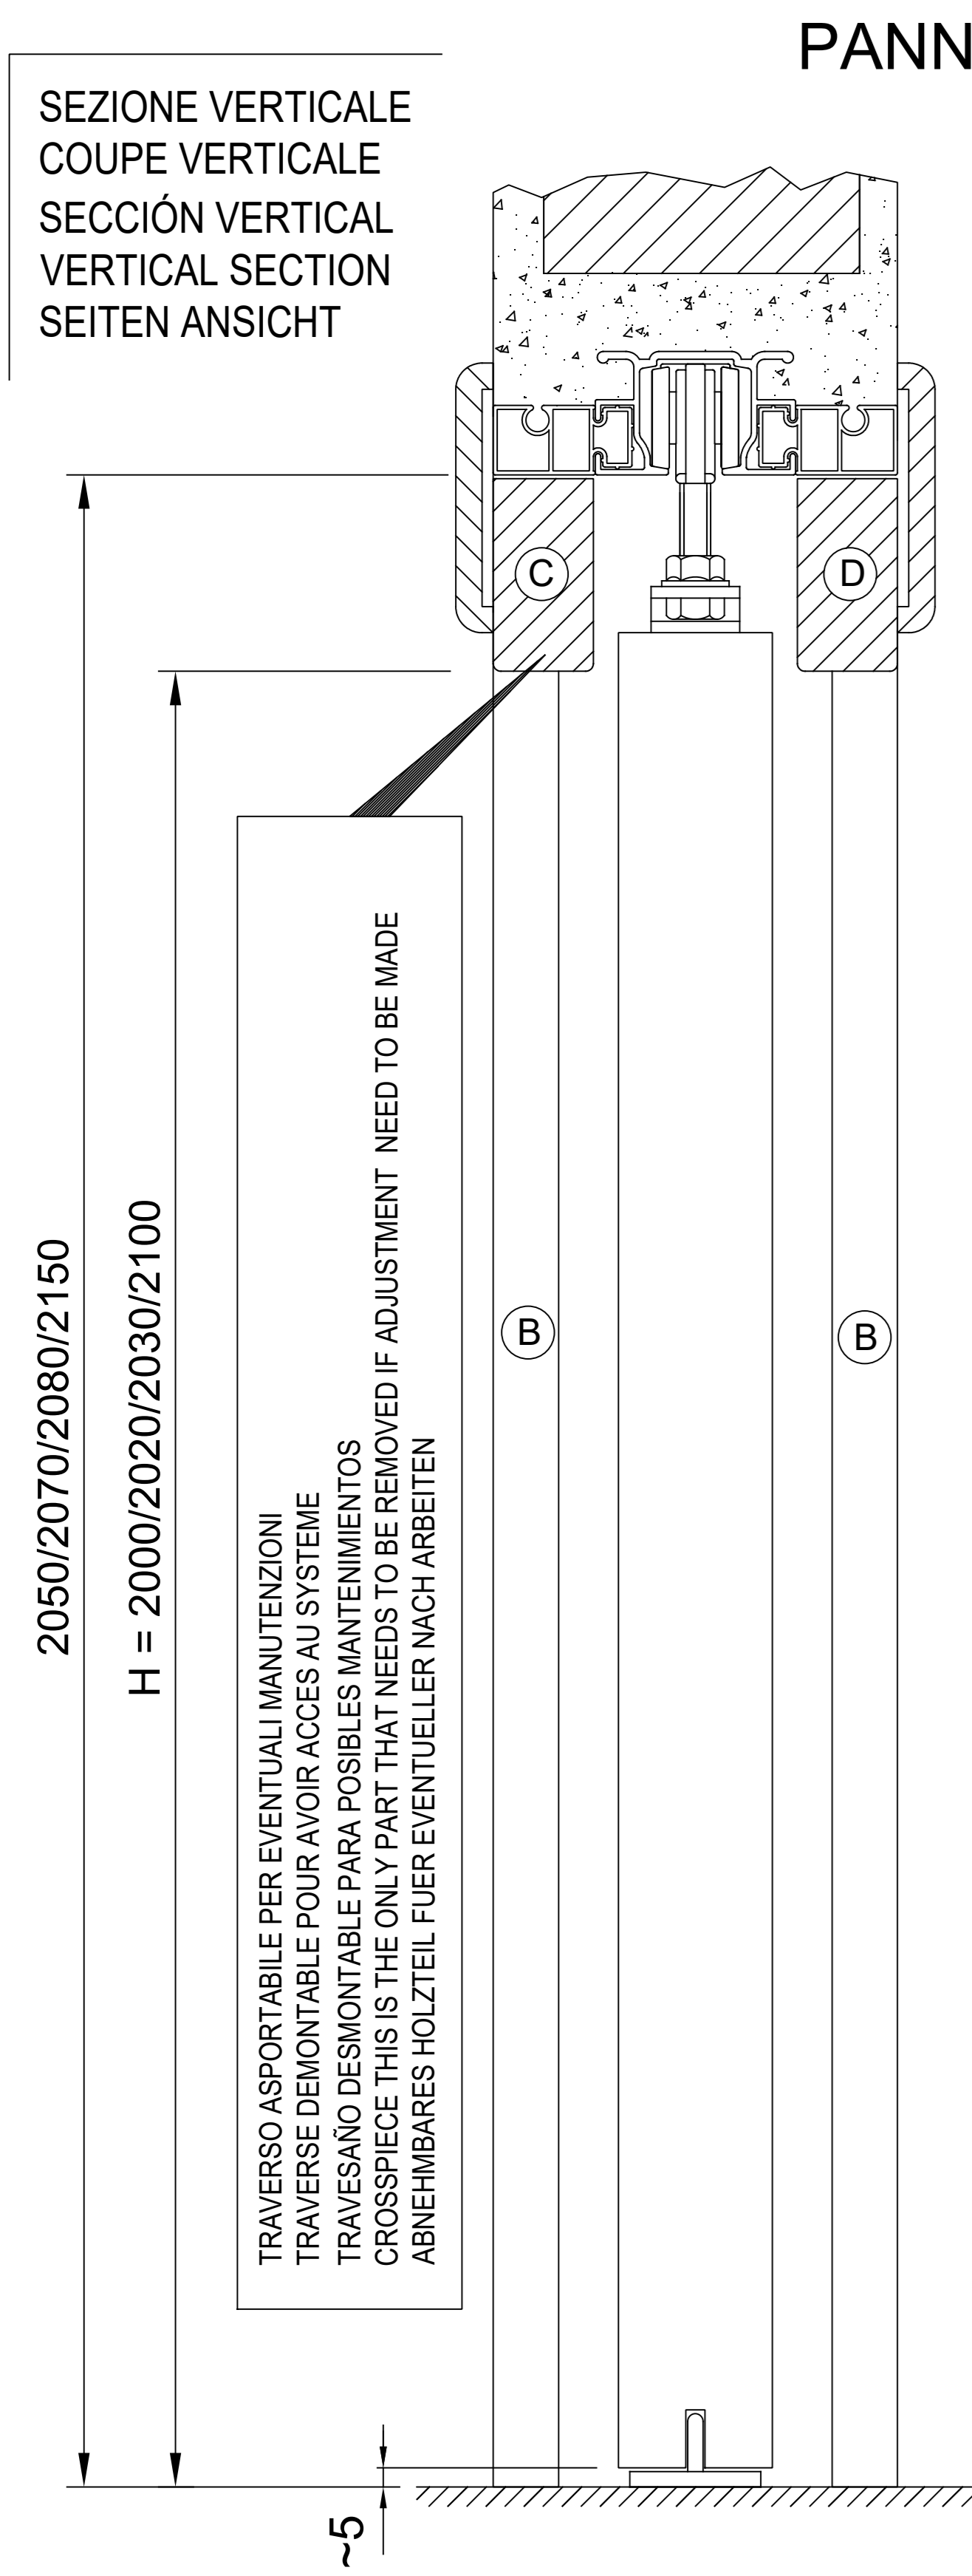 PANN
SEZIONE VERTICALE
COUPE VERTICALE
SECCIÓN VERTICAL
VERTICAL SECTION
SEITEN ANSICHT
C
D
B
B
2050/2070/2080/2150
H = 2000/2020/2030/2100
TRAVERSO ASPORTABILE PER EVENTUALI MANUTENZIONI
TRAVERSE DEMONTABLE POUR AVOIR ACCES AU SYSTEME
TRAVESAÑO DESMONTABLE PARA POSIBLES MANTENIMIENTOS
CROSSPIECE THIS IS THE ONLY PART THAT NEEDS TO BE REMOVED IF ADJUSTMENT NEED TO BE MADE
ABNEHMBARES HOLZTEIL FUER EVENTUELLER NACH ARBEITEN
~5